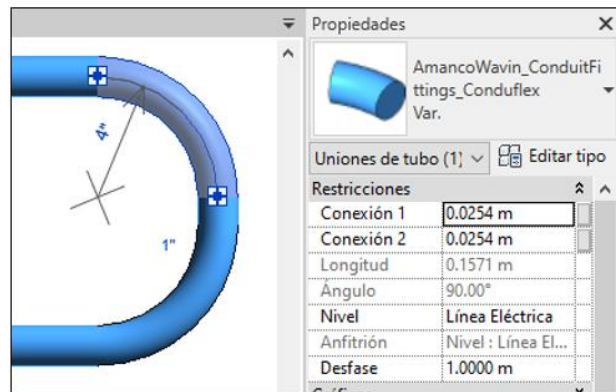 Propiedades
AmancoWavin_ConduitFi
ttings_Conduflex
Var.
Uniones de tubo (1)
Editar tipo
Restricciones
Conexión 1 0.0254 m
Conexión 2 0.0254 m
Longitud 0.1571 m
Ángulo 90.00°
Nivel Línea Eléctrica
Anfitrión Nivel : Línea El...
Desfase 1.0000 m
4"
1"